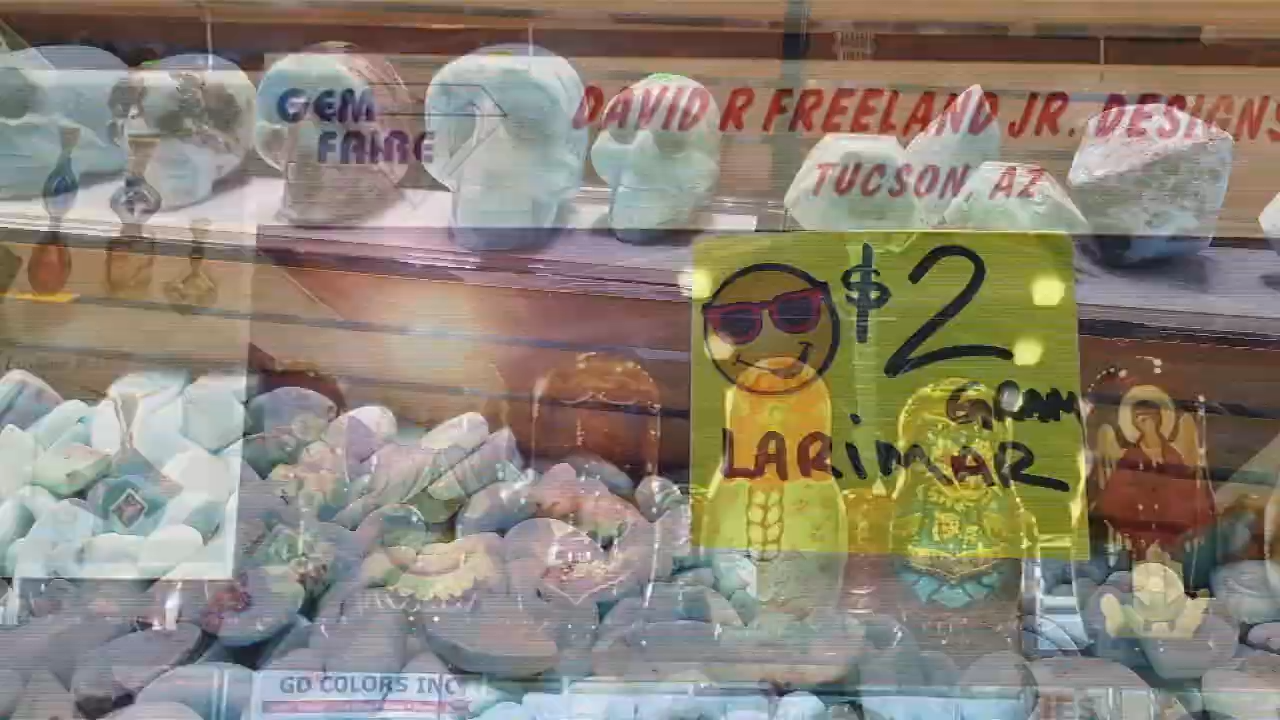 GEM
FAIRE
DAVID R FREELAND JR. DESIGNS
TUCSON, AZ
$2
GRAM
LARIMAR
GD COLORS INC